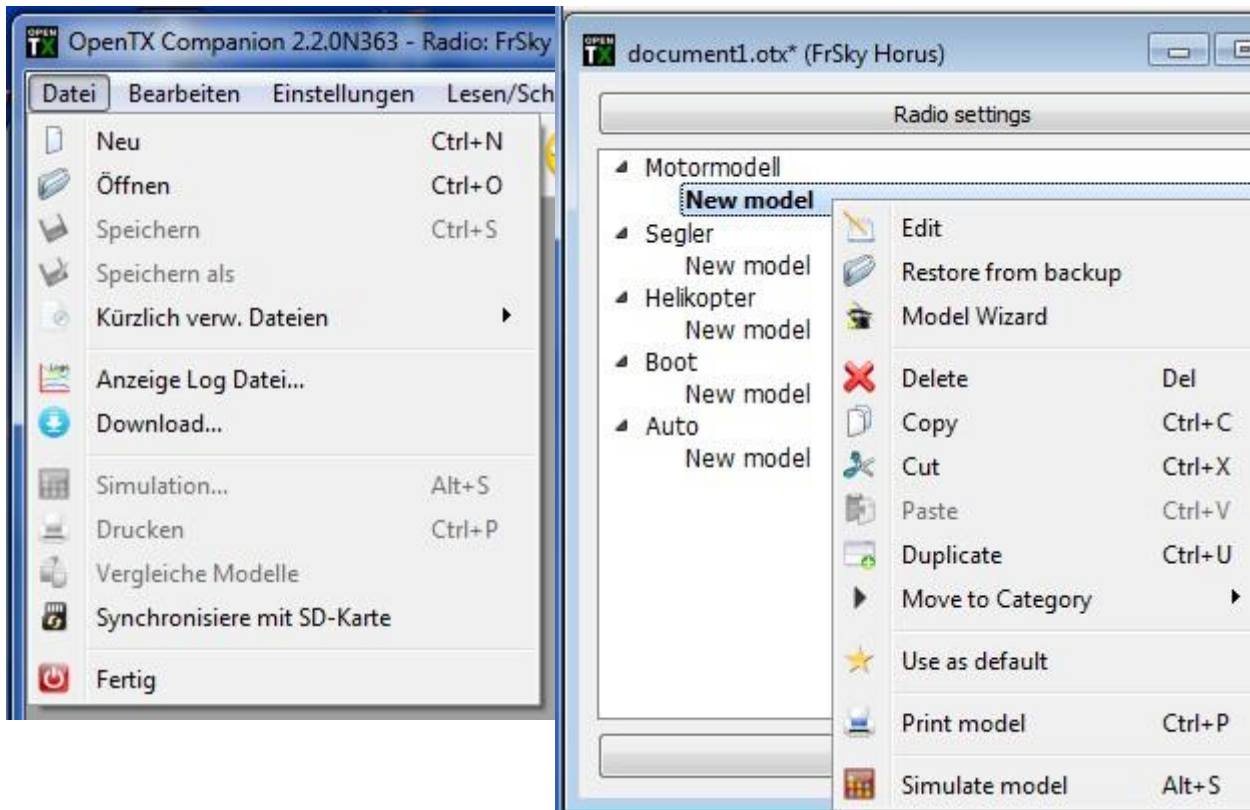 OPEN TX OpenTX Companion 2.2.0N363 - Radio: FrSky
Datei Bearbeiten Einstellungen Lesen/Sch
Neu Ctrl+N
Öffnen Ctrl+O
Speichern Ctrl+S
Speichern als
Kürzlich verw. Dateien
Anzeige Log Datei...
Download...
Simulation... Alt+S
Drucken Ctrl+P
Vergleiche Modelle
Synchronisiere mit SD-Karte
Fertig
OPEN TX document1.otx* (FrSky Horus)
Radio settings
Motormodell
New model
Segler
New model
Helikopter
New model
Boot
New model
Auto
New model
Edit
Restore from backup
Model Wizard
Delete Del
Copy Ctrl+C
Cut Ctrl+X
Paste Ctrl+V
Duplicate Ctrl+U
Move to Category
Use as default
Print model Ctrl+P
Simulate model Alt+S